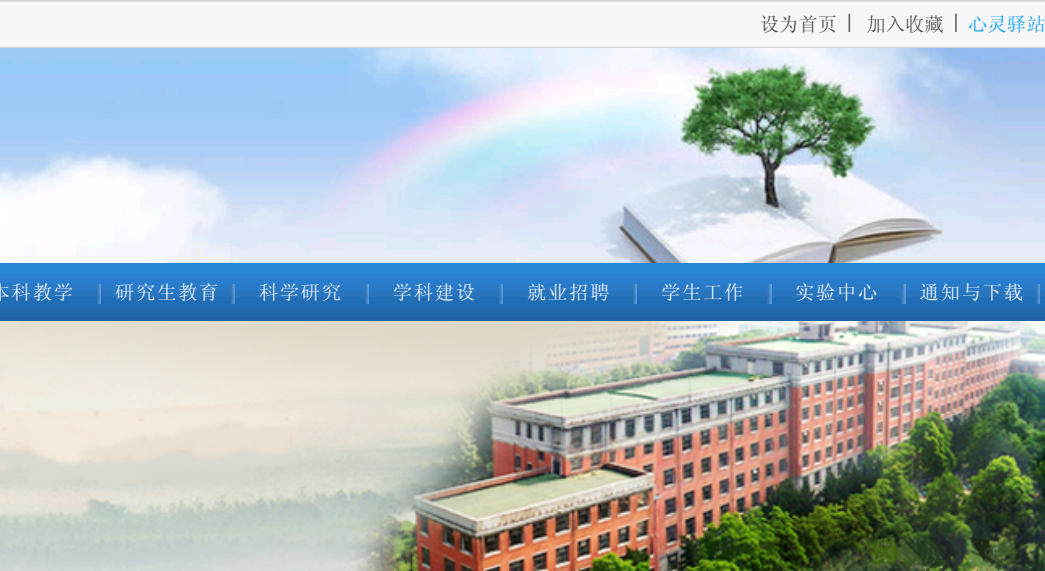 设为首页 | 加入收藏 | 心灵驿站
本科教学 | 研究生教育 | 科学研究 | 学科建设 | 就业招聘 | 学生工作 | 实验中心 | 通知与下载 |